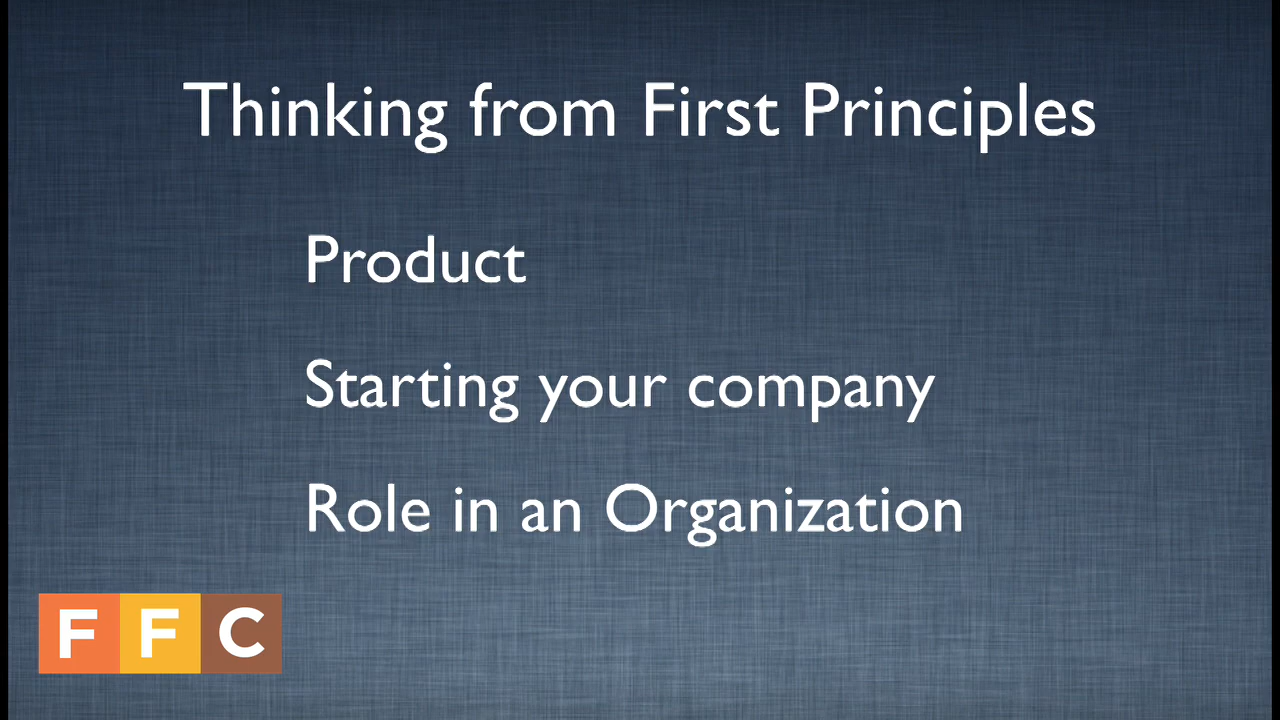 Thinking from First Principles
Product
Starting your company
Role in an Organization
F F C